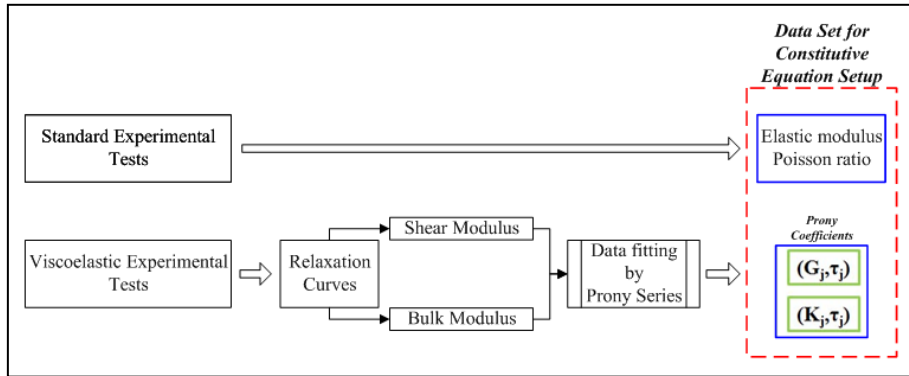 Data Set for
Constitutive
Equation Setup
Standard Experimental
Tests
Elastic modulus
Poisson ratio
Viscoelastic Experimental
Tests
Relaxation
Curves
Shear Modulus
Bulk Modulus
Data fitting
by
Prony Series
Prony
Coefficients
(Gj,τj)
(Kj,τj)